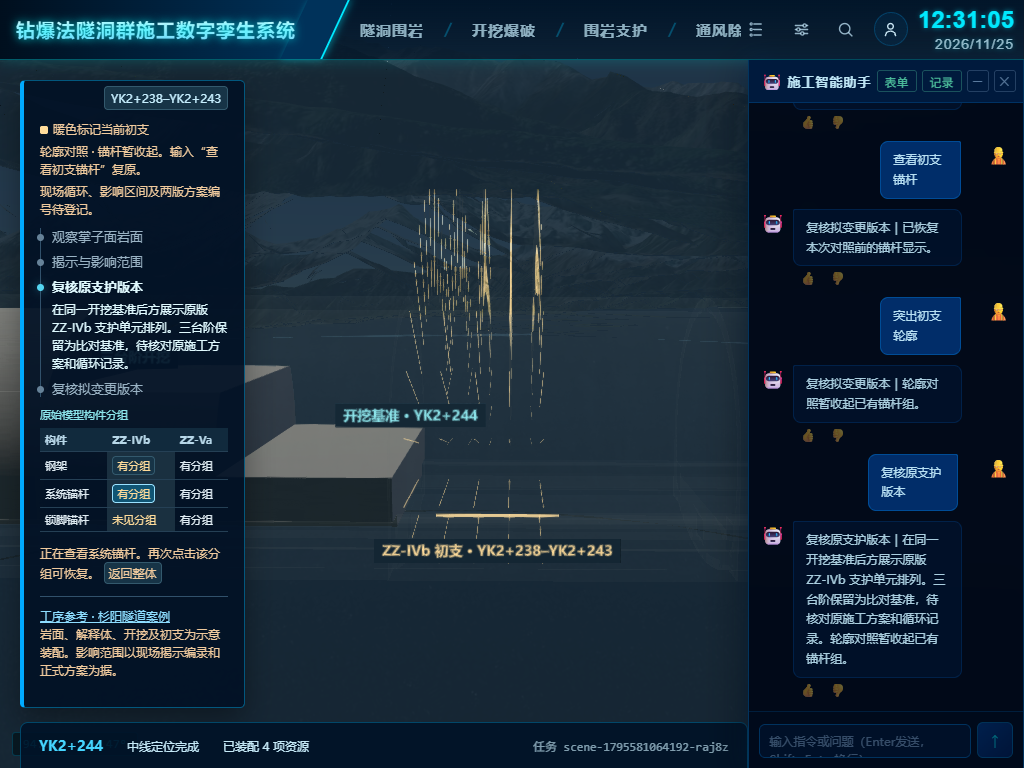 钻爆法隧洞群施工数字孪生系统
隧洞围岩 / 开挖爆破 / 围岩支护 / 通风除
12:31:05
2026/11/25
YK2+238—YK2+243
暖色标记当前初支
轮廓对照 · 锚杆暂收起。输入“查
看初支锚杆”复原。
现场循环、影响区间及两版方案编
号待登记。
观察掌子面岩面
揭示与影响范围
复核原支护版本
在同一开挖基准后方展示原版
ZZ-IVb 支护单元排列。三台阶保
留为比对基准，待核对原施工方
案和循环记录。
复核拟变更版本
原始模型构件分组
构件 ZZ-IVb ZZ-Va
钢架 有分组 有分组
系统锚杆 有分组 有分组
锁脚锚杆 未见分组 有分组
正在查看系统锚杆。再次点击该分
组可恢复。 返回整体
工序参考 · 杉阳隧道案例
岩面、解释体、开挖及初支为示意
装配。影响范围以现场揭示编录和
正式方案为据。
开挖基准 • YK2+244
ZZ-IVb 初支 • YK2+238—YK2+243
YK2+244 中线定位完成 已装配 4 项资源
任务 scene-1795581064192-raj8z
施工智能助手 表单 记录
查看初支
锚杆
复核拟变更版本 | 已恢复
本次对照前的锚杆显示。
突出初支
轮廓
复核拟变更版本 | 轮廓对
照暂收起已有锚杆组。
复核原支护
版本
复核原支护版本 | 在同一
开挖基准后方展示原版
ZZ-IVb 支护单元排列。三
台阶保留为比对基准，待
核对原施工方案和循环记
录。轮廓对照暂收起已有
锚杆组。
输入指令或问题（Enter发送，